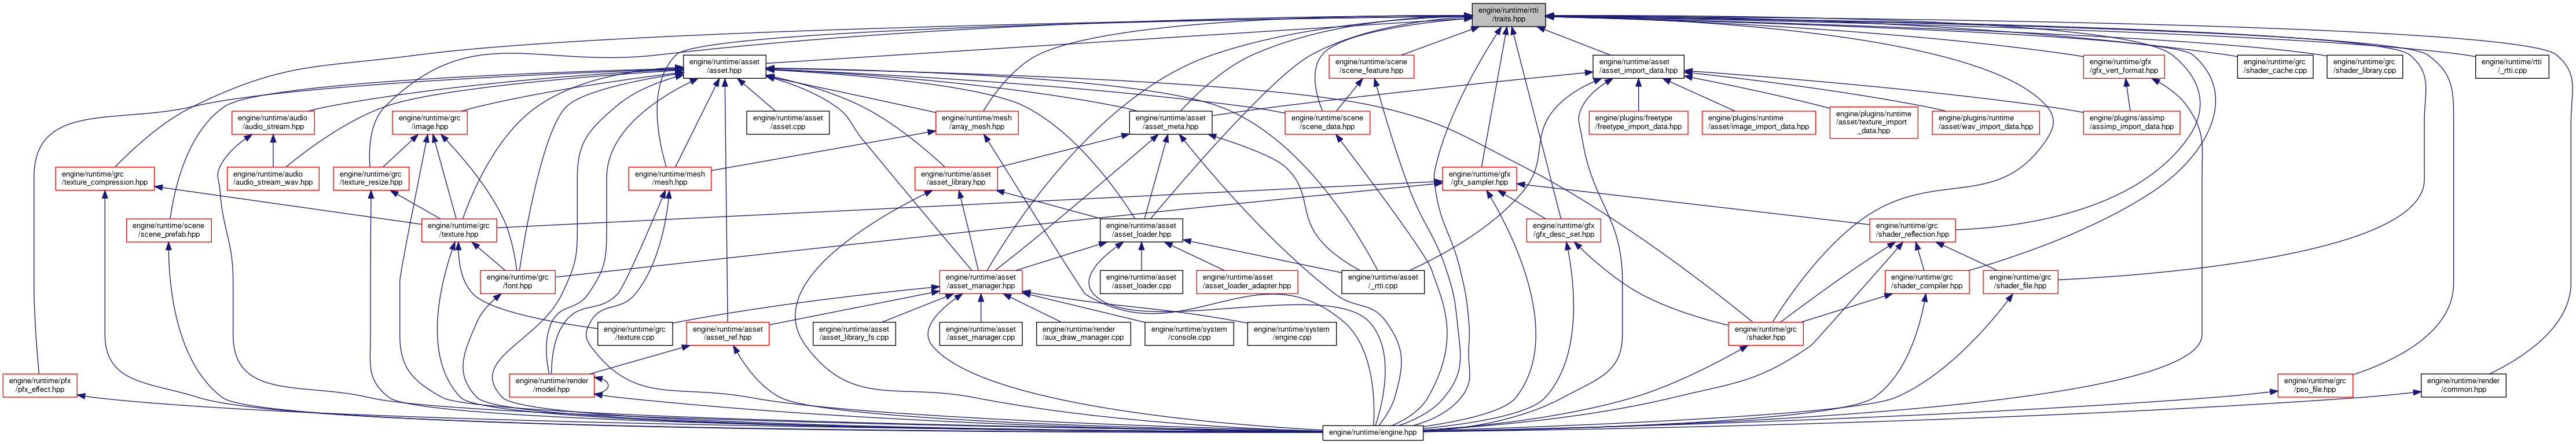 engine/runtime/rtti
/traits.hpp
engine/runtime/asset
/asset.hpp
engine/runtime/scene
/scene_feature.hpp
engine/runtime/asset
/asset_import_data.hpp
engine/runtime/gfx
/gfx_vert_format.hpp
engine/runtime/grc
/shader_cache.cpp
engine/runtime/grc
/shader_library.cpp
engine/runtime/rtti
/_rtti.cpp
engine/runtime/audio
/audio_stream.hpp
engine/runtime/grc
/image.hpp
engine/runtime/asset
/asset.cpp
engine/runtime/mesh
/array_mesh.hpp
engine/runtime/asset
/asset_meta.hpp
engine/runtime/scene
/scene_data.hpp
engine/plugins/freetype
/freetype_import_data.hpp
engine/plugins/runtime
/asset/image_import_data.hpp
engine/plugins/runtime
/asset/texture_import
_data.hpp
engine/plugins/runtime
/asset/wav_import_data.hpp
engine/plugins/assimp
/assimp_import_data.hpp
engine/runtime/grc
/texture_compression.hpp
engine/runtime/audio
/audio_stream_wav.hpp
engine/runtime/grc
/texture_resize.hpp
engine/runtime/mesh
/mesh.hpp
engine/runtime/asset
/asset_library.hpp
engine/runtime/gfx
/gfx_sampler.hpp
engine/runtime/scene
/scene_prefab.hpp
engine/runtime/grc
/texture.hpp
engine/runtime/asset
/asset_loader.hpp
engine/runtime/gfx
/gfx_desc_set.hpp
engine/runtime/grc
/shader_reflection.hpp
engine/runtime/grc
/font.hpp
engine/runtime/asset
/asset_manager.hpp
engine/runtime/asset
/asset_loader.cpp
engine/runtime/asset
/asset_loader_adapter.hpp
engine/runtime/asset
/_rtti.cpp
engine/runtime/grc
/shader_compiler.hpp
engine/runtime/grc
/shader_file.hpp
engine/runtime/grc
/texture.cpp
engine/runtime/asset
/asset_ref.hpp
engine/runtime/asset
/asset_library_fs.cpp
engine/runtime/asset
/asset_manager.cpp
engine/runtime/render
/aux_draw_manager.cpp
engine/runtime/system
/console.cpp
engine/runtime/system
/engine.cpp
engine/runtime/grc
/shader.hpp
engine/runtime/pfx
/pfx_effect.hpp
engine/runtime/render
/model.hpp
engine/runtime/grc
/pso_file.hpp
engine/runtime/render
/common.hpp
engine/runtime/engine.hpp